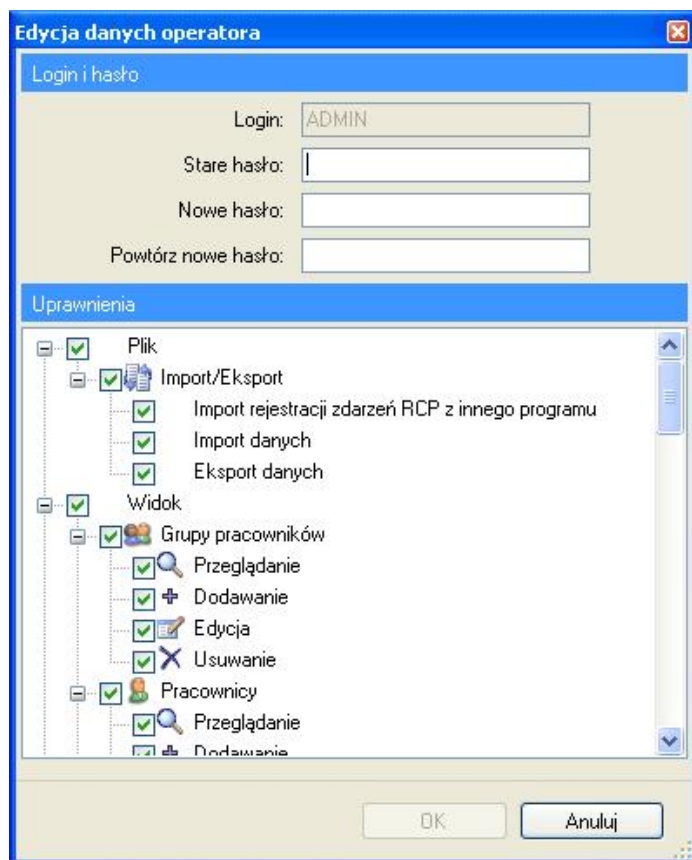 Edycja danych operatora
Login i hasło
Login: ADMIN
Stare hasło:
Nowe hasło:
Powtórz nowe hasło:
Uprawnienia
Plik
Import/Eksport
Import rejestracji zdarzeń RCP z innego programu
Import danych
Eksport danych
Widok
Grupy pracowników
Przeglądanie
Dodawanie
Edycja
Usuwanie
Pracownicy
Przeglądanie
Dodawanie
OK Anuluj